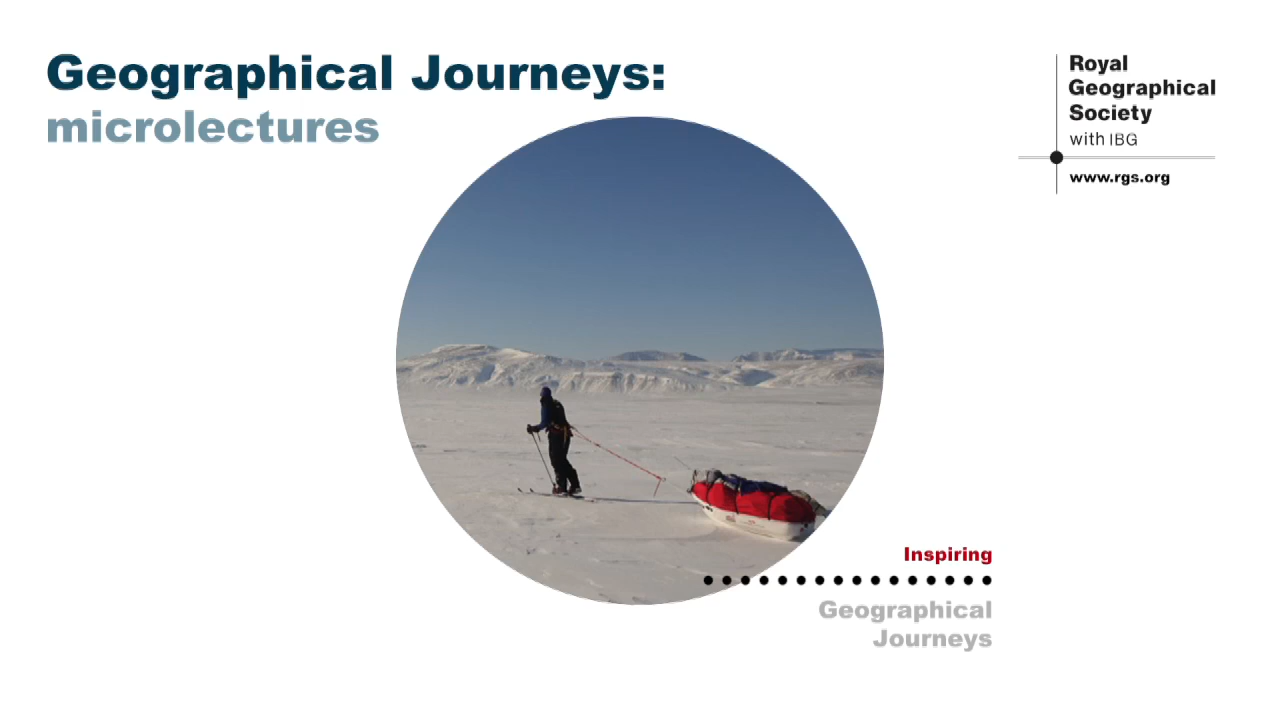 Geographical Journeys:
microlectures
Royal
Geographical
Society
with IBG
www.rgs.org
Inspiring
Geographical
Journeys